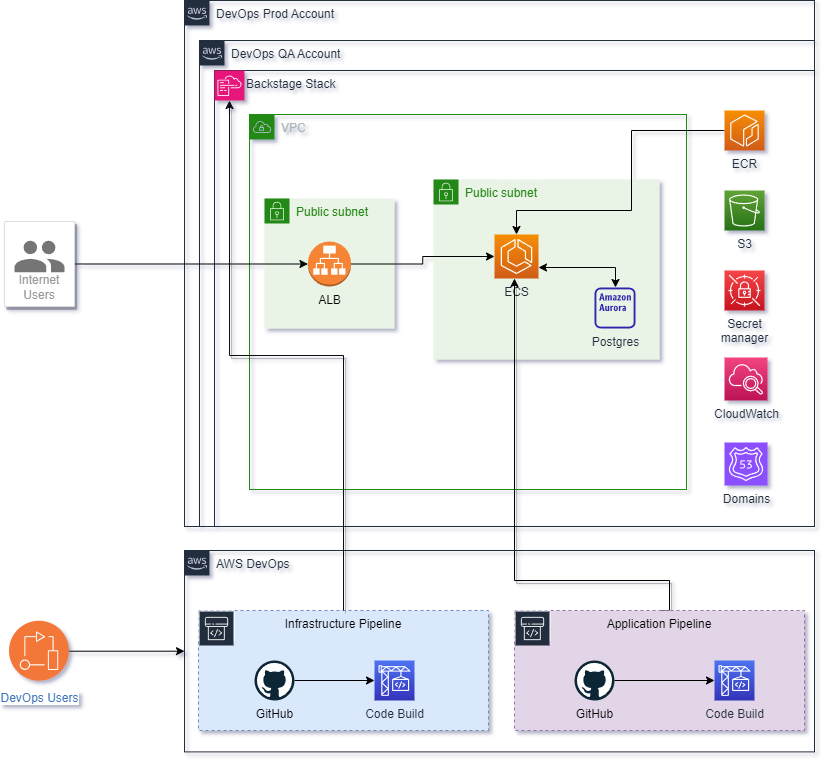 aws
DevOps Prod Account
aws
DevOps QA Account
Backstage Stack
VPC
ECR
Public subnet
Public subnet
S3
Internet
Users
ALB
ECS
Amazon
Aurora
Postgres
Secret
manager
CloudWatch
53
Domains
aws
AWS DevOps
Infrastructure Pipeline
Application Pipeline
DevOps Users
GitHub
Code Build
GitHub
Code Build